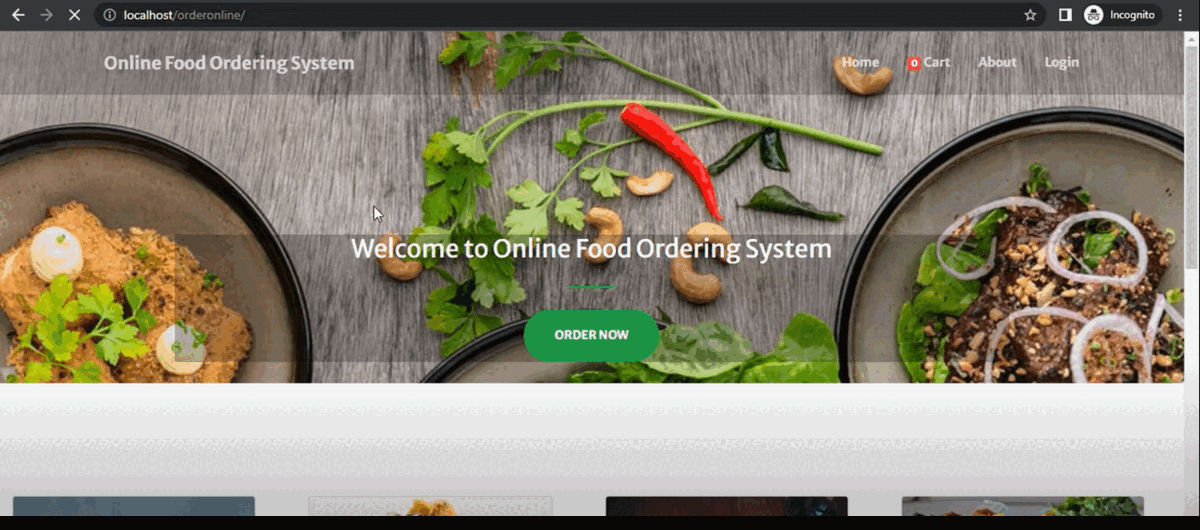 localhost/orderonline/
Incognito
Online Food Ordering System
Home
0 Cart
About
Login
Welcome to Online Food Ordering System
ORDER NOW